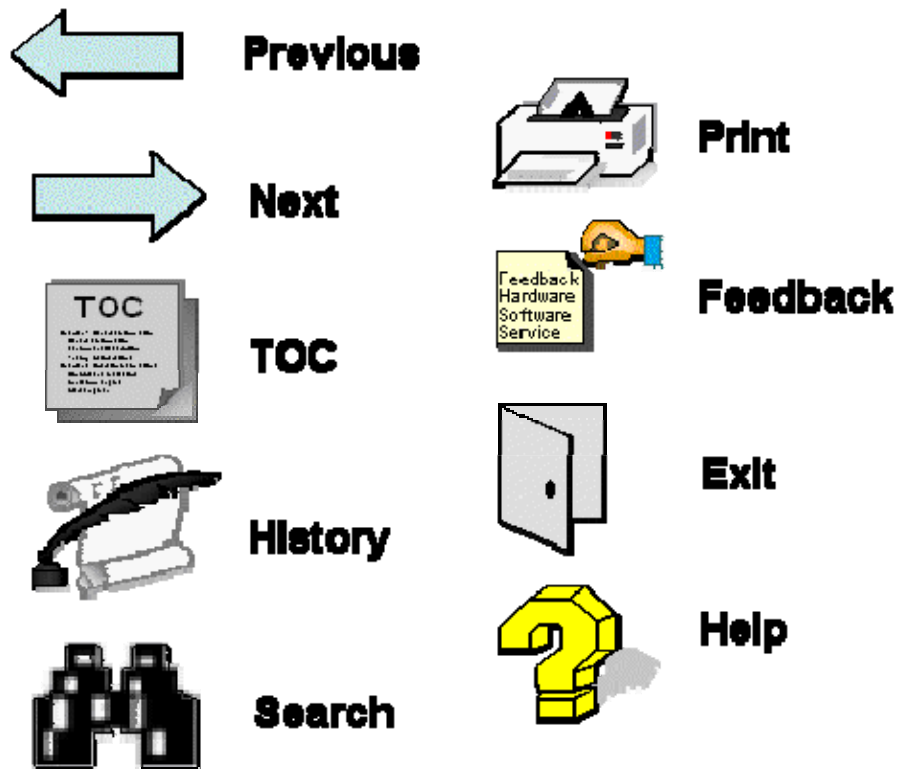 Previous
Next
TOC
TOC
History
Search
Print
Feedback
Hardware
Software
Service
Feedback
Exit
Help